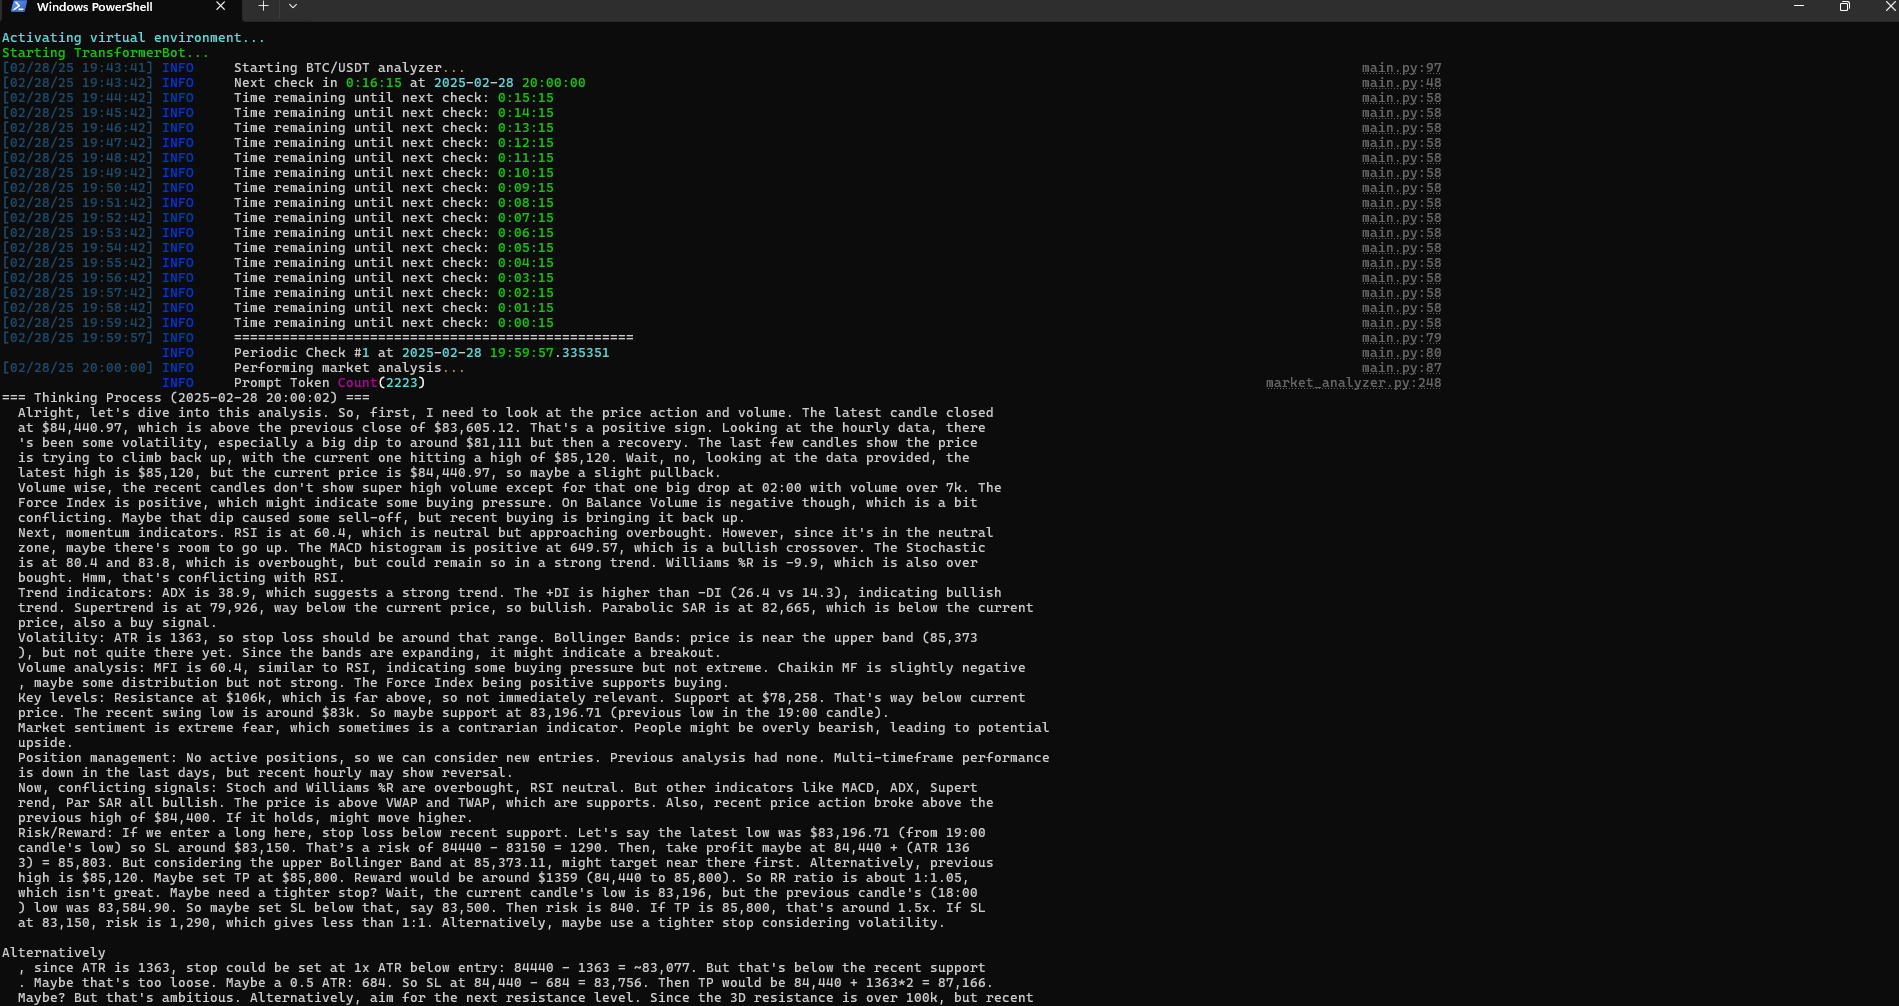 Windows PowerShell
Activating virtual environment...
Starting TransformerBot...
[02/28/25 19:43:41] INFO Starting BTC/USDT analyzer... main.py:97
[02/28/25 19:43:42] INFO Next check in 0:16:15 at 2025-02-28 20:00:00 main.py:48
[02/28/25 19:44:42] INFO Time remaining until next check: 0:15:15 main.py:58
[02/28/25 19:45:42] INFO Time remaining until next check: 0:14:15 main.py:58
[02/28/25 19:46:42] INFO Time remaining until next check: 0:13:15 main.py:58
[02/28/25 19:47:42] INFO Time remaining until next check: 0:12:15 main.py:58
[02/28/25 19:48:42] INFO Time remaining until next check: 0:11:15 main.py:58
[02/28/25 19:49:42] INFO Time remaining until next check: 0:10:15 main.py:58
[02/28/25 19:50:42] INFO Time remaining until next check: 0:09:15 main.py:58
[02/28/25 19:51:42] INFO Time remaining until next check: 0:08:15 main.py:58
[02/28/25 19:52:42] INFO Time remaining until next check: 0:07:15 main.py:58
[02/28/25 19:53:42] INFO Time remaining until next check: 0:06:15 main.py:58
[02/28/25 19:54:42] INFO Time remaining until next check: 0:05:15 main.py:58
[02/28/25 19:55:42] INFO Time remaining until next check: 0:04:15 main.py:58
[02/28/25 19:56:42] INFO Time remaining until next check: 0:03:15 main.py:58
[02/28/25 19:57:42] INFO Time remaining until next check: 0:02:15 main.py:58
[02/28/25 19:58:42] INFO Time remaining until next check: 0:01:15 main.py:58
[02/28/25 19:59:42] INFO Time remaining until next check: 0:00:15 main.py:58
[02/28/25 19:59:57] INFO ================================================== main.py:79
INFO Periodic Check #1 at 2025-02-28 19:59:57.335351 main.py:80
[02/28/25 20:00:00] INFO Performing market analysis... main.py:87
INFO Prompt Token Count(2223) market_analyzer.py:248
=== Thinking Process (2025-02-28 20:00:02) ===
Alright, let's dive into this analysis. So, first, I need to look at the price action and volume. The latest candle closed
at $84,440.97, which is above the previous close of $83,605.12. That's a positive sign. Looking at the hourly data, there
's been some volatility, especially a big dip to around $81,111 but then a recovery. The last few candles show the price
is trying to climb back up, with the current one hitting a high of $85,120. Wait, no, looking at the data provided, the
latest high is $85,120, but the current price is $84,440.97, so maybe a slight pullback.
Volume wise, the recent candles don't show super high volume except for that one big drop at 02:00 with volume over 7k. The
Force Index is positive, which might indicate some buying pressure. On Balance Volume is negative though, which is a bit
conflicting. Maybe that dip caused some sell-off, but recent buying is bringing it back up.
Next, momentum indicators. RSI is at 60.4, which is neutral but approaching overbought. However, since it's in the neutral
zone, maybe there's room to go up. The MACD histogram is positive at 649.57, which is a bullish crossover. The Stochastic
is at 80.4 and 83.8, which is overbought, but could remain so in a strong trend. Williams %R is -9.9, which is also over
bought. Hmm, that's conflicting with RSI.
Trend indicators: ADX is 38.9, which suggests a strong trend. The +DI is higher than -DI (26.4 vs 14.3), indicating bullish
trend. Supertrend is at 79,926, way below the current price, so bullish. Parabolic SAR is at 82,665, which is below the current
price, also a buy signal.
Volatility: ATR is 1363, so stop loss should be around that range. Bollinger Bands: price is near the upper band (85,373
), but not quite there yet. Since the bands are expanding, it might indicate a breakout.
Volume analysis: MFI is 60.4, similar to RSI, indicating some buying pressure but not extreme. Chaikin MF is slightly negative
, maybe some distribution but not strong. The Force Index being positive supports buying.
Key levels: Resistance at $106k, which is far above, so not immediately relevant. Support at $78,258. That's way below current
price. The recent swing low is around $83k. So maybe support at 83,196.71 (previous low in the 19:00 candle).
Market sentiment is extreme fear, which sometimes is a contrarian indicator. People might be overly bearish, leading to potential
upside.
Position management: No active positions, so we can consider new entries. Previous analysis had none. Multi-timeframe performance
is down in the last days, but recent hourly may show reversal.
Now, conflicting signals: Stoch and Williams %R are overbought, RSI neutral. But other indicators like MACD, ADX, Supert
rend, Par SAR all bullish. The price is above VWAP and TWAP, which are supports. Also, recent price action broke above the
previous high of $84,400. If it holds, might move higher.
Risk/Reward: If we enter a long here, stop loss below recent support. Let's say the latest low was $83,196.71 (from 19:00
candle's low) so SL around $83,150. That’s a risk of 84440 - 83150 = 1290. Then, take profit maybe at 84,440 + (ATR 136
3) = 85,803. But considering the upper Bollinger Band at 85,373.11, might target near there first. Alternatively, previous
high is $85,120. Maybe set TP at $85,800. Reward would be around $1359 (84,440 to 85,800). So RR ratio is about 1:1.05,
which isn't great. Maybe need a tighter stop? Wait, the current candle's low is 83,196, but the previous candle's (18:00
) low was 83,584.90. So maybe set SL below that, say 83,500. Then risk is 840. If TP is 85,800, that's around 1.5x. If SL
at 83,150, risk is 1,290, which gives less than 1:1. Alternatively, maybe use a tighter stop considering volatility.
Alternatively
, since ATR is 1363, stop could be set at 1x ATR below entry: 84440 - 1363 = ~83,077. But that's below the recent support
. Maybe that's too loose. Maybe a 0.5 ATR: 684. So SL at 84,440 - 684 = 83,756. Then TP would be 84,440 + 1363*2 = 87,166.
Maybe? But that's ambitious. Alternatively, aim for the next resistance level. Since the 3D resistance is over 100k, but recent